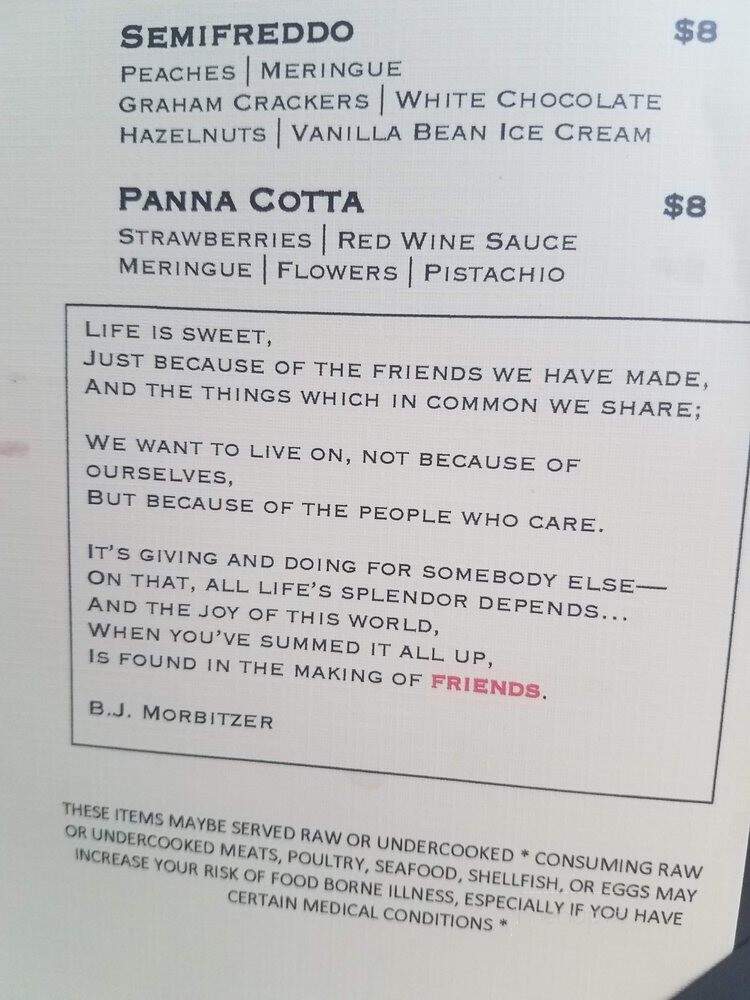 SEMIFREDDO $8
PEACHES | MERINGUE
GRAHAM CRACKERS | WHITE CHOCOLATE
HAZELNUTS | VANILLA BEAN ICE CREAM
PANNA COTTA $8
STRAWBERRIES | RED WINE SAUCE
MERINGUE | FLOWERS | PISTACHIO
LIFE IS SWEET,
JUST BECAUSE OF THE FRIENDS WE HAVE MADE,
AND THE THINGS WHICH IN COMMON WE SHARE;
WE WANT TO LIVE ON, NOT BECAUSE OF
OURSELVES,
BUT BECAUSE OF THE PEOPLE WHO CARE.
IT'S GIVING AND DOING FOR SOMEBODY ELSE—
ON THAT, ALL LIFE'S SPLENDOR DEPENDS...
AND THE JOY OF THIS WORLD,
WHEN YOU'VE SUMMED IT ALL UP,
IS FOUND IN THE MAKING OF FRIENDS.
B.J. MORBITZER
THESE ITEMS MAYBE SERVED RAW OR UNDERCOOKED * CONSUMING RAW
OR UNDERCOOKED MEATS, POULTRY, SEAFOOD, SHELLFISH, OR EGGS MAY
INCREASE YOUR RISK OF FOOD BORNE ILLNESS, ESPECIALLY IF YOU HAVE
CERTAIN MEDICAL CONDITIONS *